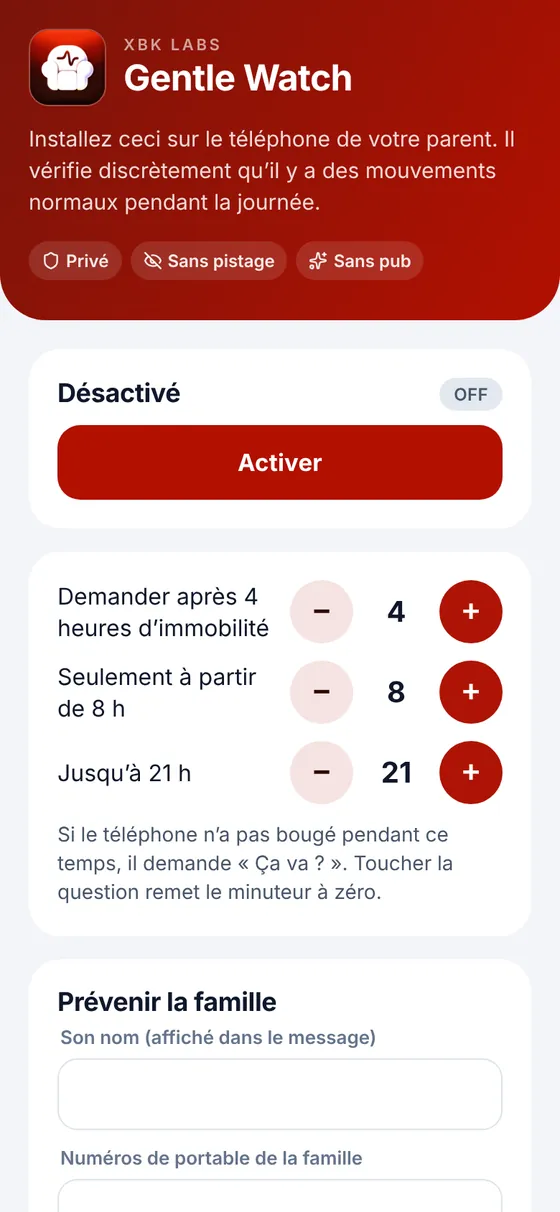 XBK LABS
Gentle Watch
Installez ceci sur le téléphone de votre parent. Il
vérifie discrètement qu’il y a des mouvements
normaux pendant la journée.
Privé
Sans pistage
Sans pub
Désactivé
OFF
Activer
Demander après 4
heures d’immobilité
− 4 +
Seulement à partir
de 8 h
− 8 +
Jusqu’à 21 h
− 21 +
Si le téléphone n’a pas bougé pendant ce
temps, il demande « Ça va ? ». Toucher la
question remet le minuteur à zéro.
Prévenir la famille
Son nom (affiché dans le message)
Numéros de portable de la famille